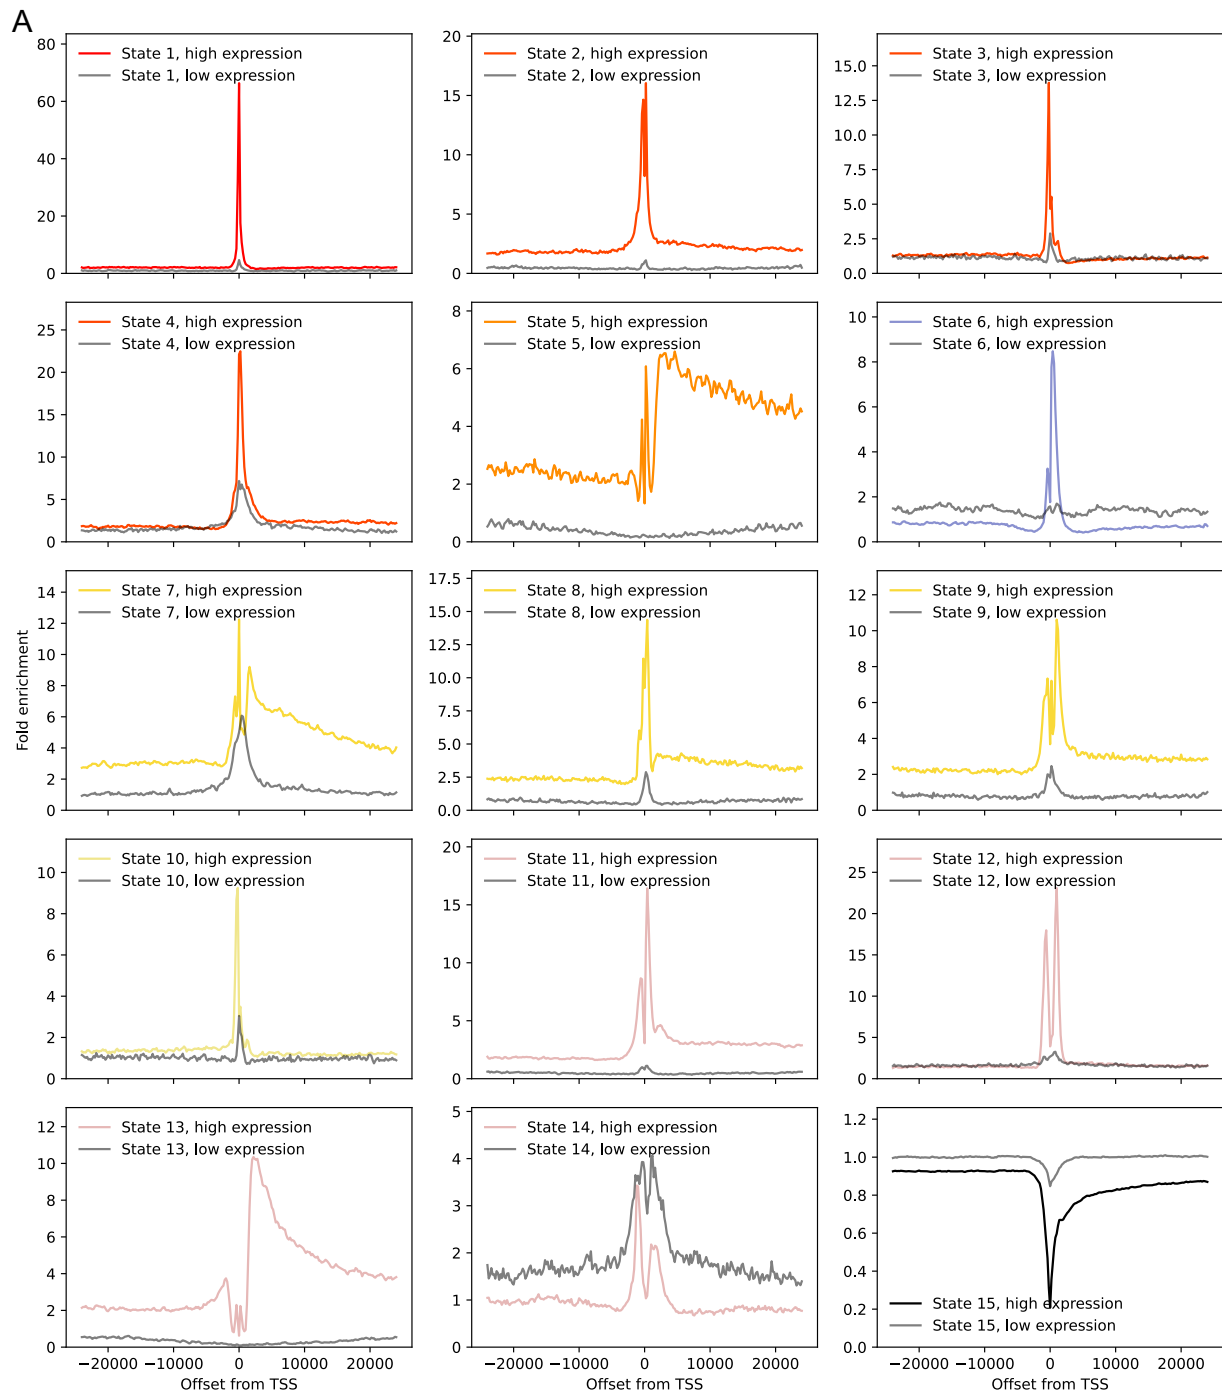 A
State 1, high expression
State 1, low expression
80
60
40
20
0
State 2, high expression
State 2, low expression
20
15
10
5
0
State 3, high expression
State 3, low expression
15.0
12.5
10.0
7.5
5.0
2.5
0.0
State 4, high expression
State 4, low expression
25
20
15
10
5
0
State 5, high expression
State 5, low expression
8
6
4
2
0
State 6, high expression
State 6, low expression
10
8
6
4
2
0
Fold enrichment
State 7, high expression
State 7, low expression
14
12
10
8
6
4
2
0
State 8, high expression
State 8, low expression
17.5
15.0
12.5
10.0
7.5
5.0
2.5
0.0
State 9, high expression
State 9, low expression
12
10
8
6
4
2
0
State 10, high expression
State 10, low expression
10
8
6
4
2
0
State 11, high expression
State 11, low expression
20
15
10
5
0
State 12, high expression
State 12, low expression
25
20
15
10
5
0
State 13, high expression
State 13, low expression
12
10
8
6
4
2
0
−20000 −10000 0 10000 20000
Offset from TSS
State 14, high expression
State 14, low expression
5
4
3
2
1
0
−20000 −10000 0 10000 20000
Offset from TSS
1.2
1.0
0.8
0.6
0.4
0.2
0.0
State 15, high expression
State 15, low expression
−20000 −10000 0 10000 20000
Offset from TSS